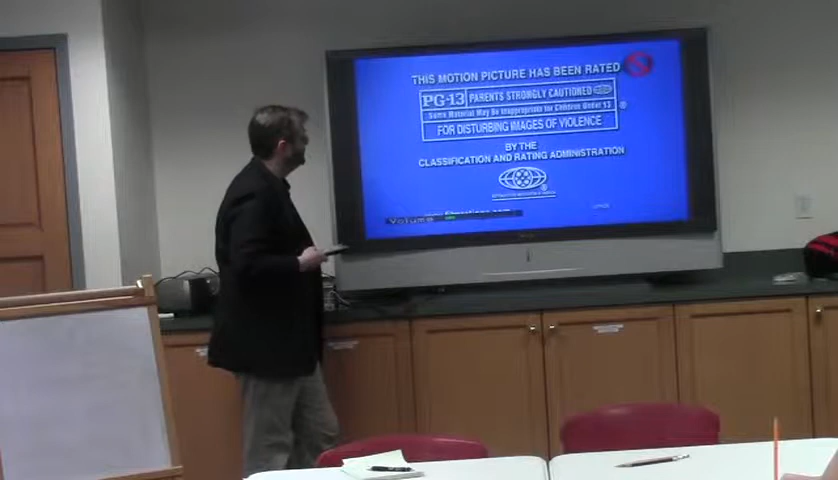 THIS MOTION PICTURE HAS BEEN RATED
PG-13 PARENTS STRONGLY CAUTIONED
Some Material May Be Inappropriate for Children Under 13
®
FOR DISTURBING IMAGES OF VIOLENCE
BY THE
CLASSIFICATION AND RATING ADMINISTRATION
®
Volume